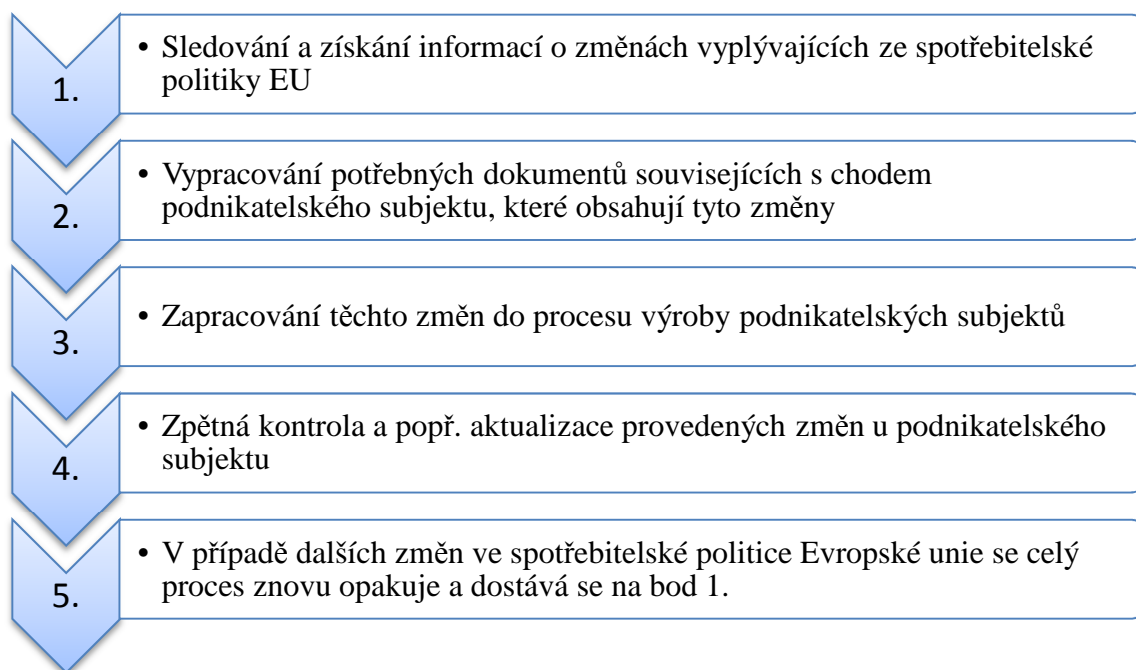 1.
• Sledování a získání informací o změnách vyplývajících ze spotřebitelské
politiky EU
2.
• Vypracování potřebných dokumentů souvisejících s chodem
podnikatelského subjektu, které obsahují tyto změny
3.
• Zapracování těchto změn do procesu výroby podnikatelských subjektů
4.
• Zpětná kontrola a popř. aktualizace provedených změn u podnikatelského
subjektu
5.
• V případě dalších změn ve spotřebitelské politice Evropské unie se celý
proces znovu opakuje a dostává se na bod 1.